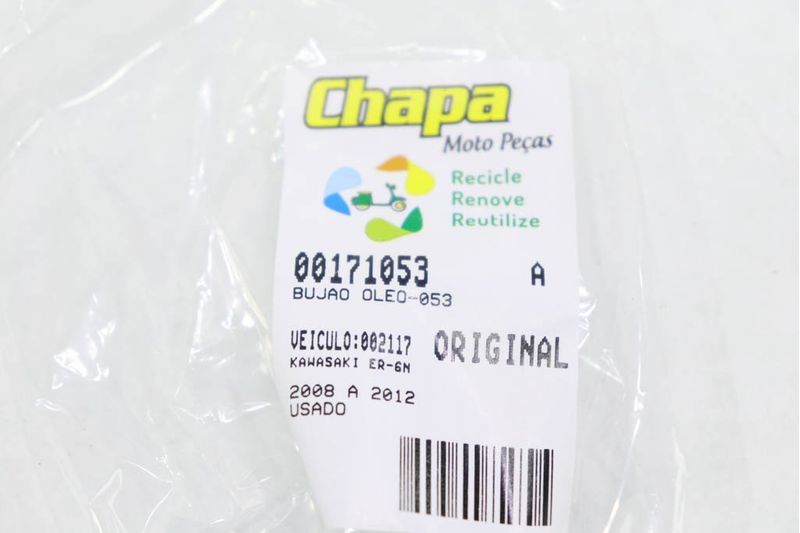 Chapa
Moto Peças
Recicle
Renove
Reutilize
00171053 A
BUJAO OLEO-053
VEICULO:002117 ORIGINAL
KAWASAKI ER-6N
2008 A 2012
USADO